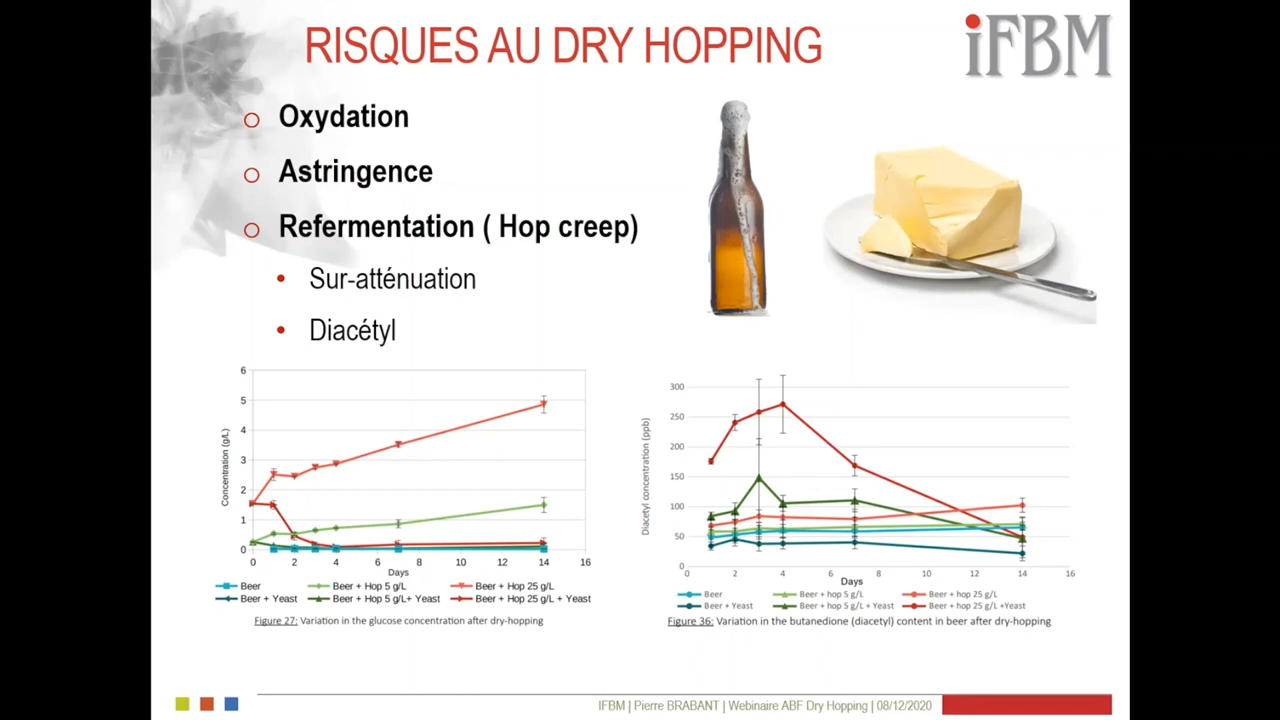 RISQUES AU DRY HOPPING
iFBM
Oxydation
Astringence
Refermentation ( Hop creep)
Sur-atténuation
Diacétyl
6
5
4
3
2
1
0
Concentration (g/L)
0 2 4 6 8 10 12 14 16
Days
Beer
Beer + Hop 5 g/L
Beer + Hop 25 g/L
Beer + Yeast
Beer + Hop 5 g/L+ Yeast
Beer + Hop 25 g/L + Yeast
Figure 27: Variation in the glucose concentration after dry-hopping
300
250
200
150
100
50
0
Diacetyl concentration (ppb)
0 2 4 6 8 10 12 14 16
Days
Beer
Beer + hop 5 g/L
Beer + hop 25 g/L
Beer + Yeast
Beer + hop 5 g/L + Yeast
Beer + hop 25 g/L +Yeast
Figure 36: Variation in the butanedione (diacetyl) content in beer after dry-hopping
IFBM | Pierre BRABANT | Webinaire ABF Dry Hopping | 08/12/2020